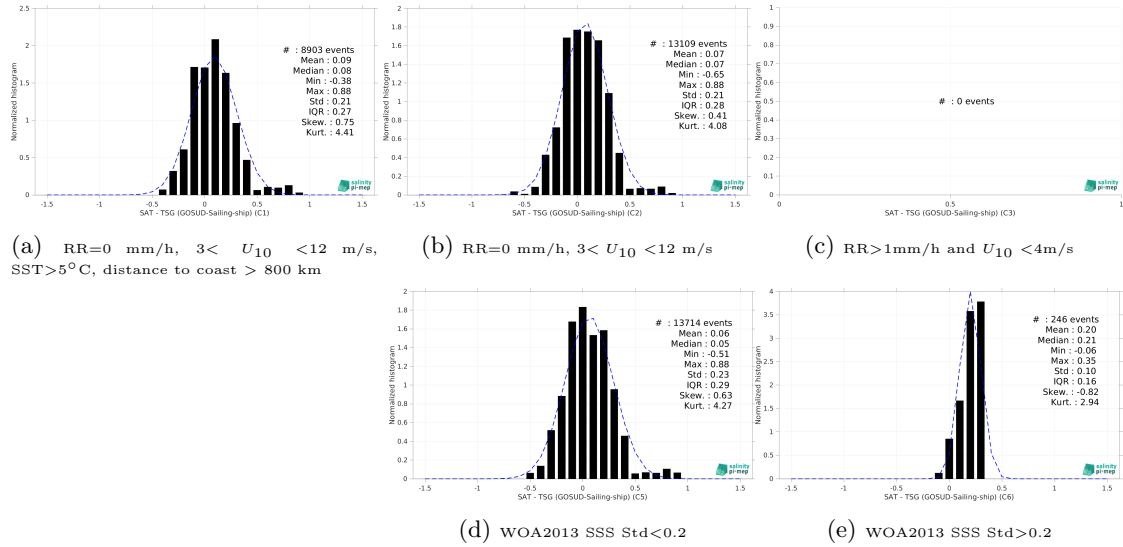 2.5
2
1.5
1
0.5
0
Normalized histogram
-1.5 -1 -0.5 0 0.5 1 1.5
SAT - TSG (GOSUD-Sailing-ship) (C1)
# : 8903 events
Mean : 0.09
Median : 0.08
Min : -0.38
Max : 0.88
Std : 0.21
IQR : 0.27
Skew. : 0.75
Kurt. : 4.41
salinity
pi-mep
(a) RR=0 mm/h, 3< U10 <12 m/s,
SST>5°C, distance to coast > 800 km
2
1.8
1.6
1.4
1.2
1
0.8
0.6
0.4
0.2
0
Normalized histogram
-1.5 -1 -0.5 0 0.5 1 1.5
SAT - TSG (GOSUD-Sailing-ship) (C2)
# : 13109 events
Mean : 0.07
Median : 0.07
Min : -0.65
Max : 0.88
Std : 0.21
IQR : 0.28
Skew. : 0.41
Kurt. : 4.08
salinity
pi-mep
(b) RR=0 mm/h, 3< U10 <12 m/s
1
0.9
0.8
0.7
0.6
0.5
0.4
0.3
0.2
0.1
0
Normalized histogram
0 0.5 1
SAT - TSG (GOSUD-Sailing-ship) (C3)
# : 0 events
salinity
pi-mep
(c) RR>1mm/h and U10 <4m/s
2
1.8
1.6
1.4
1.2
1
0.8
0.6
0.4
0.2
0
Normalized histogram
-1.5 -1 -0.5 0 0.5 1 1.5
SAT - TSG (GOSUD-Sailing-ship) (C5)
# : 13714 events
Mean : 0.06
Median : 0.05
Min : -0.51
Max : 0.88
Std : 0.23
IQR : 0.29
Skew. : 0.63
Kurt. : 4.27
salinity
pi-mep
(d) WOA2013 SSS Std<0.2
4
3.5
3
2.5
2
1.5
1
0.5
0
Normalized histogram
-1.5 -1 -0.5 0 0.5 1 1.5
SAT - TSG (GOSUD-Sailing-ship) (C6)
# : 246 events
Mean : 0.20
Median : 0.21
Min : -0.06
Max : 0.35
Std : 0.10
IQR : 0.16
Skew. : -0.82
Kurt. : 2.94
salinity
pi-mep
(e) WOA2013 SSS Std>0.2